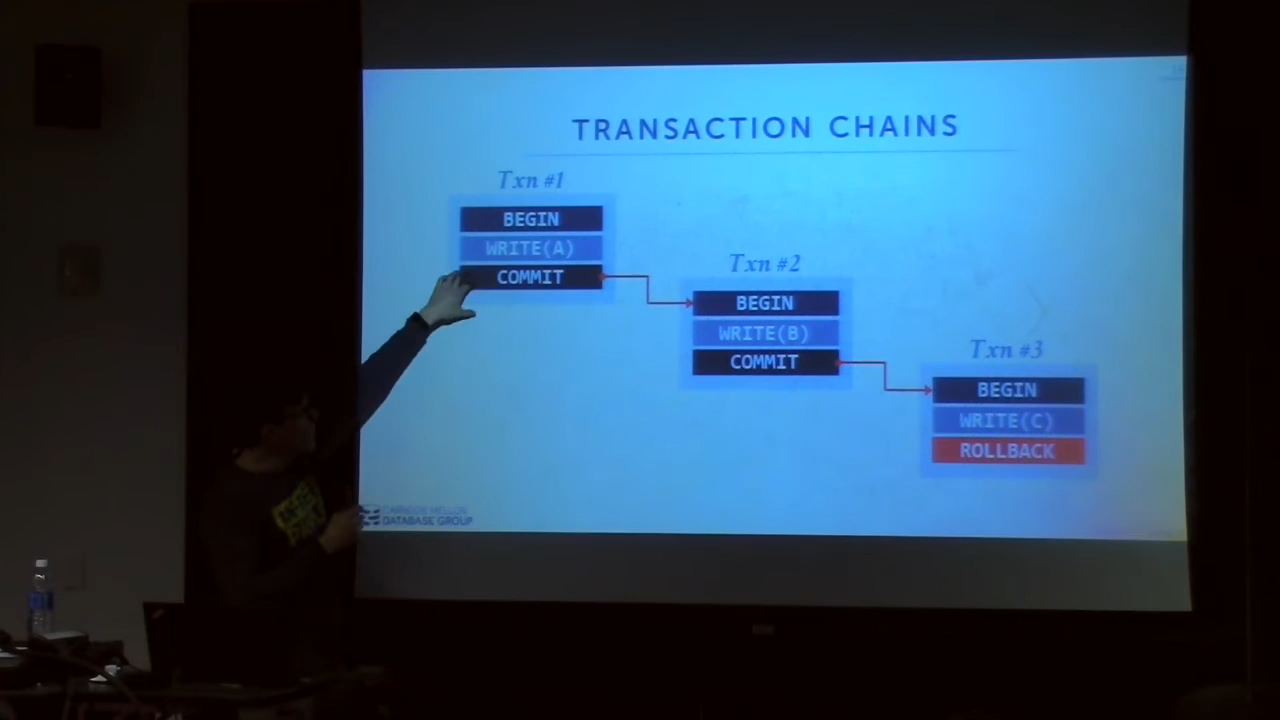 TRANSACTION CHAINS
Txn #1
BEGIN
WRITE(A)
COMMIT
Txn #2
BEGIN
WRITE(B)
COMMIT
Txn #3
BEGIN
WRITE(C)
ROLLBACK
CARNEGIE MELLON
DATABASE GROUP